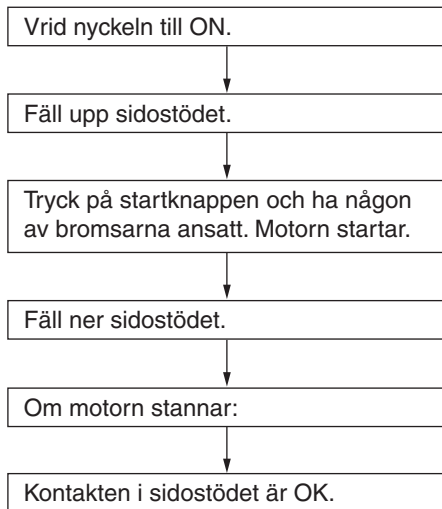 Vrid nyckeln till ON.
Fäll upp sidostödet.
Tryck på startknappen och ha någon
av bromsarna ansatt. Motorn startar.
Fäll ner sidostödet.
Om motorn stannar:
Kontakten i sidostödet är OK.